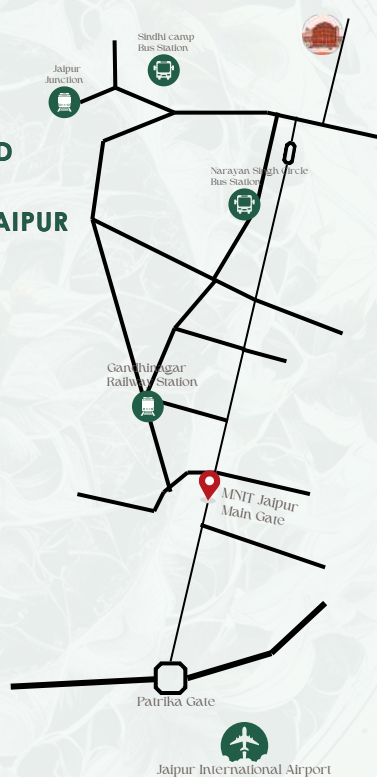 Sindhi camp
Bus Station
Jaipur
Junction
D
Narayan Singh Circle
Bus Station
AIPUR
Gandhinagar
Railway Station
MNIT Jaipur
Main Gate
Patrika Gate
Jaipur International Airport